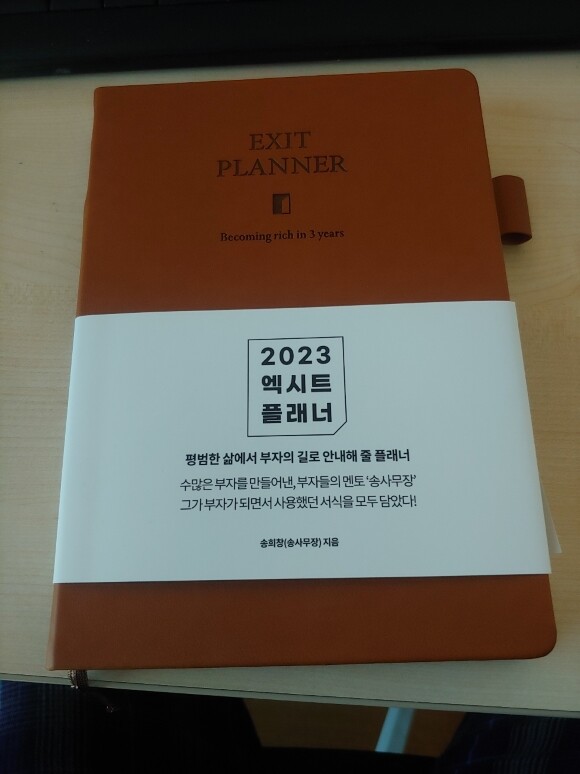 EXIT
PLANNER
Becoming rich in 3 years
2023
엑시트
플래너
평범한 삶에서 부자의 길로 안내해 줄 플래너
수많은 부자를 만들어낸, 부자들의 멘토 ‘송사무장’
그가 부자가 되면서 사용했던 서식을 모두 담았다!
송희창(송사무장) 지음